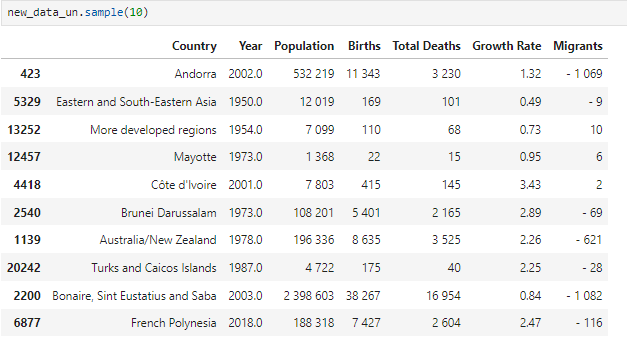 new_data_un.sample(10)
Country Year Population Births Total Deaths Growth Rate Migrants
423 Andorra 2002.0 532 219 11 343 3 230 1.32 - 1 069
5329 Eastern and South-Eastern Asia 1950.0 12 019 169 101 0.49 - 9
13252 More developed regions 1954.0 7 099 110 68 0.73 10
12457 Mayotte 1973.0 1 368 22 15 0.95 6
4418 Côte d'Ivoire 2001.0 7 803 415 145 3.43 2
2540 Brunei Darussalam 1973.0 108 201 5 401 2 165 2.89 - 69
1139 Australia/New Zealand 1978.0 196 336 8 635 3 525 2.26 - 621
20242 Turks and Caicos Islands 1987.0 4 722 175 40 2.25 - 28
2200 Bonaire, Sint Eustatius and Saba 2003.0 2 398 603 38 267 16 954 0.84 - 1 082
6877 French Polynesia 2018.0 188 318 7 427 2 604 2.47 - 116